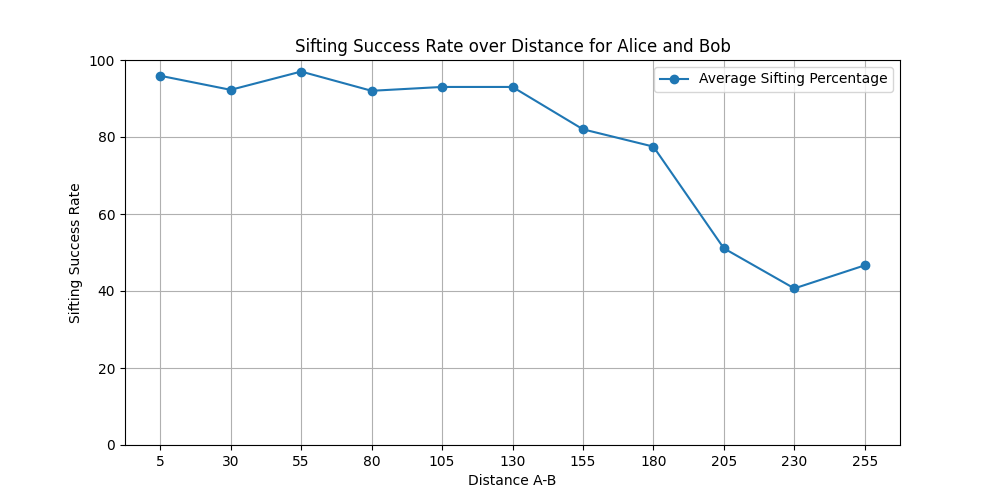 Sifting Success Rate over Distance for Alice and Bob
Average Sifting Percentage
Sifting Success Rate
100
80
60
40
20
0
5 30 55 80 105 130 155 180 205 230 255
Distance A-B